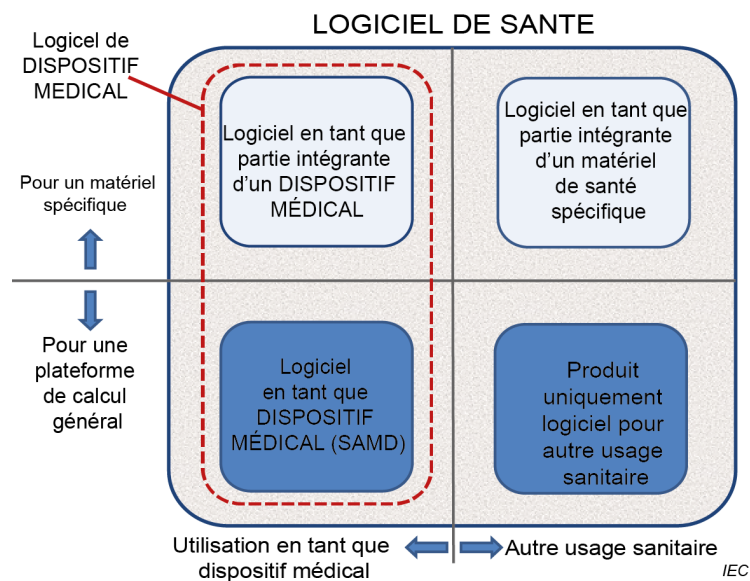 LOGICIEL DE SANTE
Logicel de
DISPOSITIF
MEDICAL
Logiciel en tant que
partie intégrante
d'un DISPOSITIF
MÉDICAL
Logiciel en tant que
partie intégrante
d'un matériel
de santé
spécifique
Pour un matériel
spécifique
Pour une
plateforme
de calcul
général
Logiciel
en tant que
DISPOSITIF
MÉDICAL (SAMD)
Produit
uniquement
logiciel pour
autre usage
sanitaire
Utilisation en tant que
dispositif médical
Autre usage sanitaire
IEC